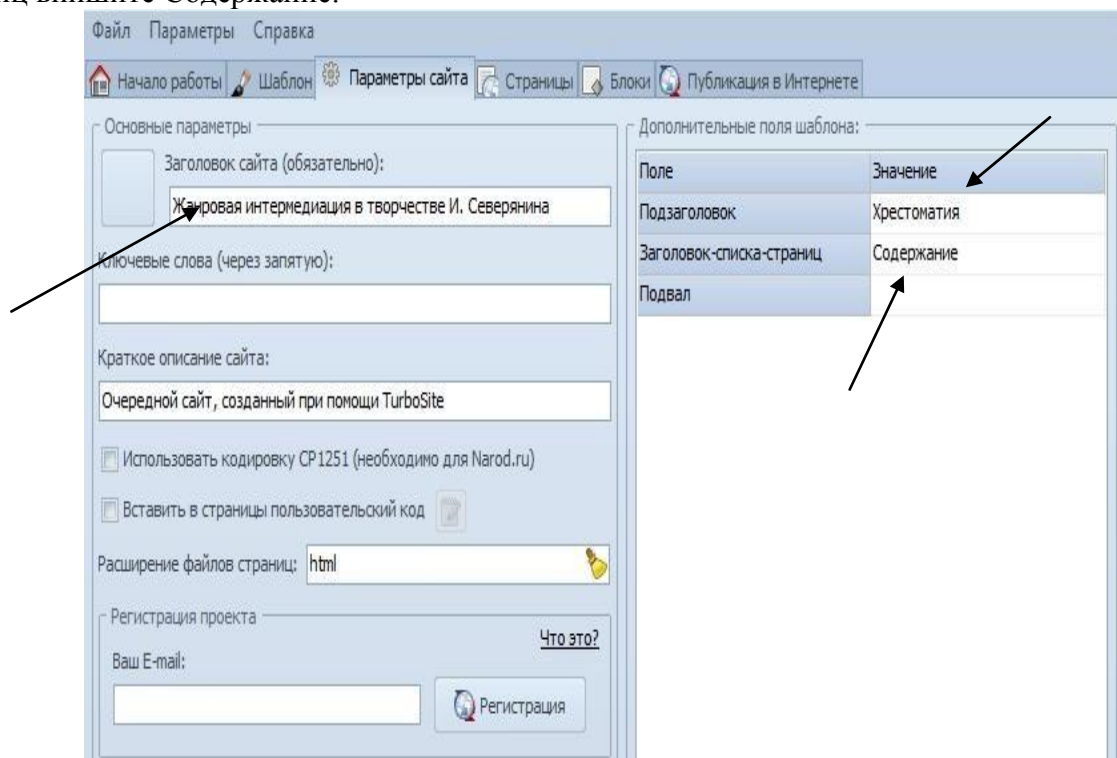 впишите Содержание.
Файл Параметры Справка
Начало работы Шаблон Параметры сайта Страницы Блоки Публикация в Интернете
Основные параметры
Заголовок сайта (обязательно):
Жанровая интермедиация в творчестве И. Северянина
Ключевые слова (через запятую):
Краткое описание сайта:
Очередной сайт, созданный при помощи TurboSite
Использовать кодировку CP1251 (необходимо для Narod.ru)
Вставить в страницы пользовательский код
Расширение файлов страниц: html
Регистрация проекта
Что это?
Ваш E-mail:
Регистрация
Дополнительные поля шаблона:
Поле Значение
Подзаголовок Хрестоматия
Заголовок-списка-страниц Содержание
Подвал